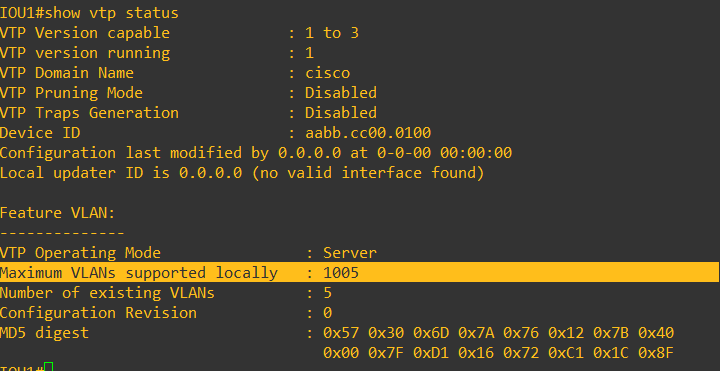 IOU1#show vtp status
VTP Version capable : 1 to 3
VTP version running : 1
VTP Domain Name : cisco
VTP Pruning Mode : Disabled
VTP Traps Generation : Disabled
Device ID : aabb.cc00.0100
Configuration last modified by 0.0.0.0 at 0-0-00 00:00:00
Local updater ID is 0.0.0.0 (no valid interface found)
Feature VLAN:
--------------
VTP Operating Mode : Server
Maximum VLANs supported locally : 1005
Number of existing VLANs : 5
Configuration Revision : 0
MD5 digest : 0x57 0x30 0x6D 0x7A 0x76 0x12 0x7B 0x40
0x00 0x7F 0xD1 0x16 0x72 0xC1 0x1C 0x8F
IOU1#